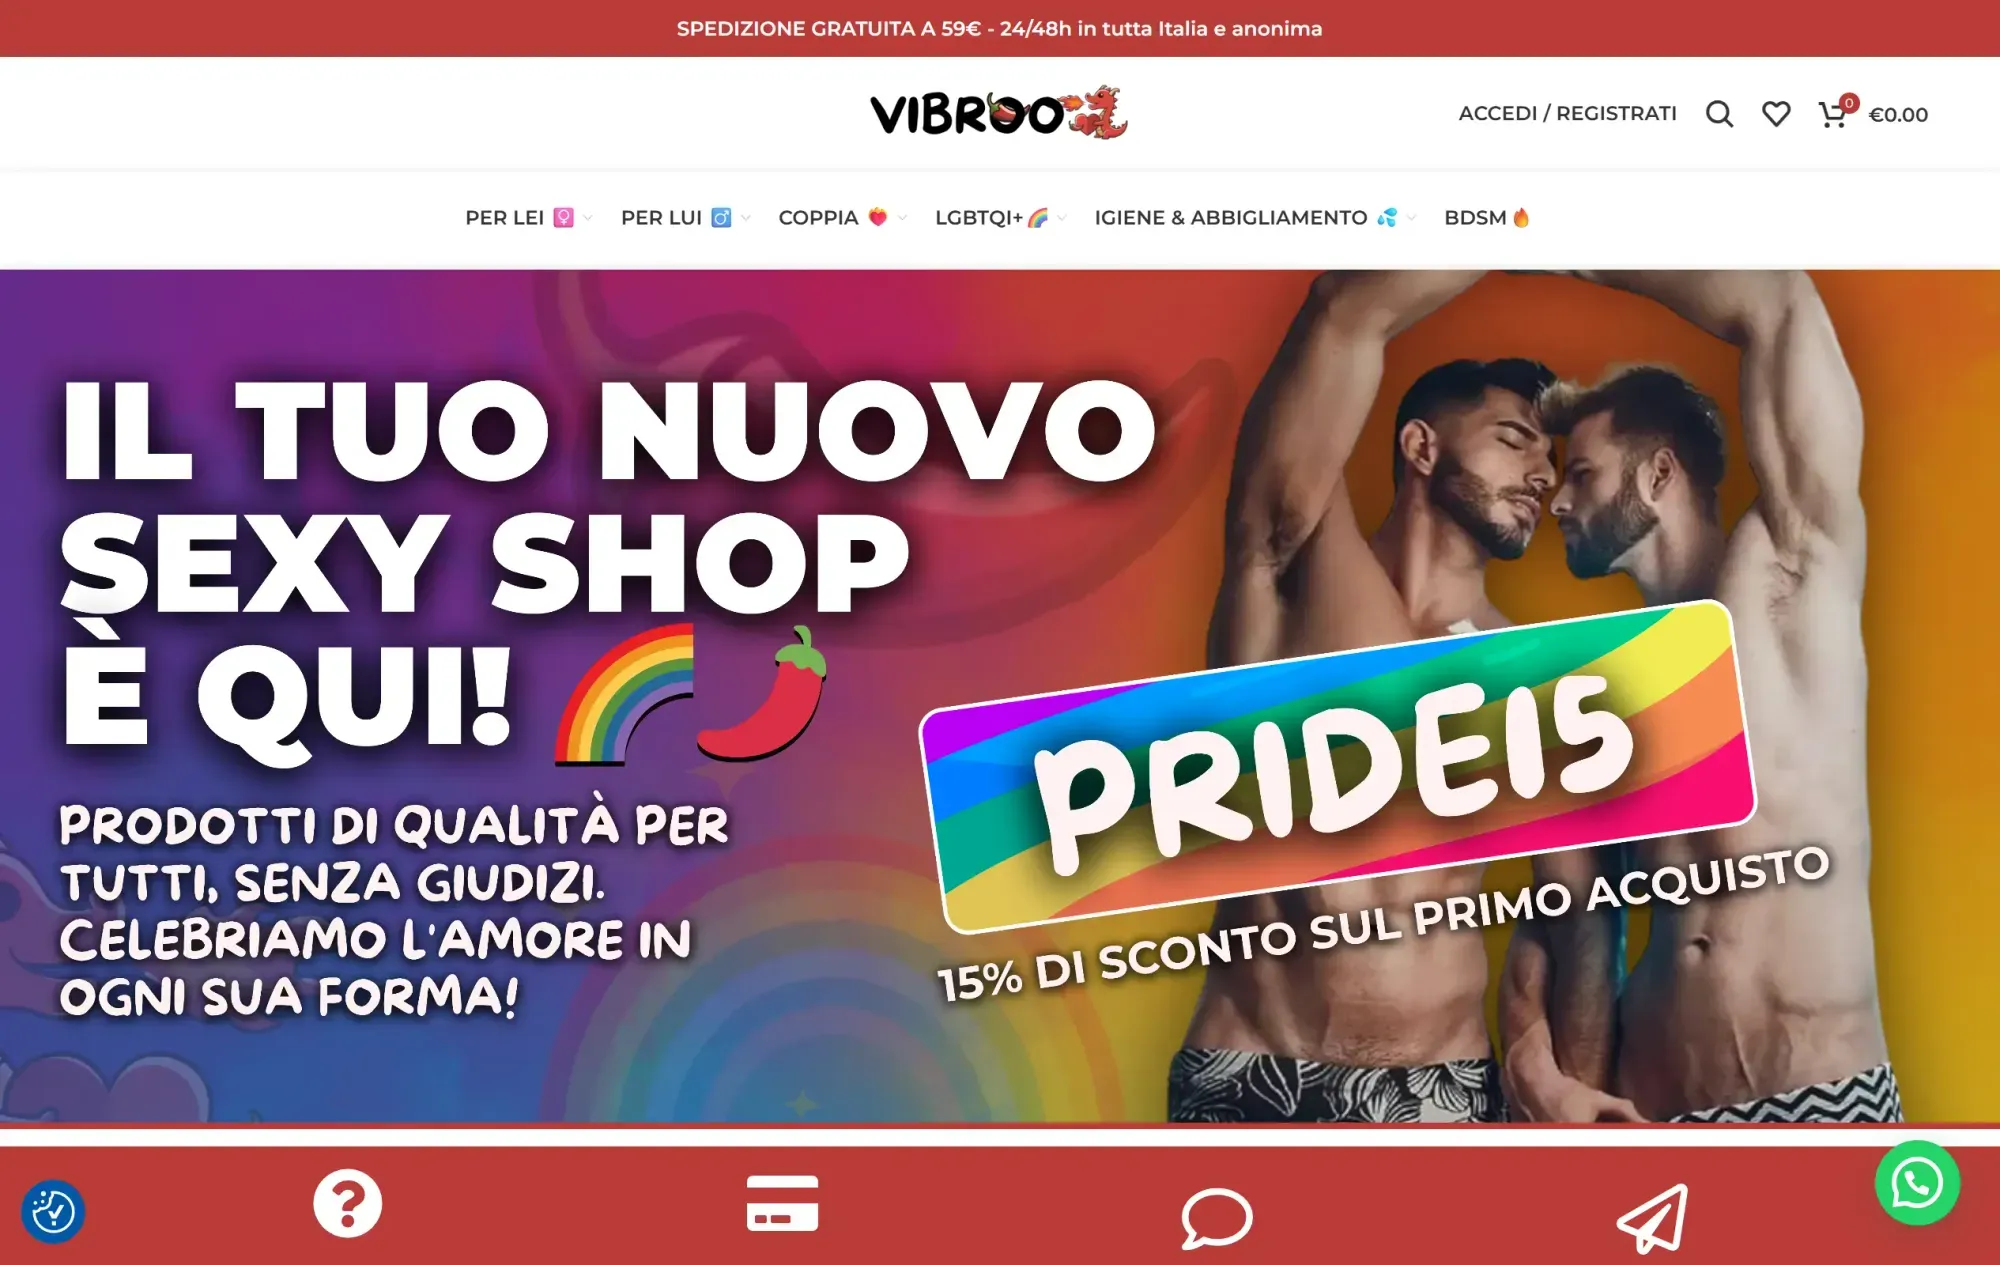 SPEDIZIONE GRATUITA A 59€ - 24/48h in tutta Italia e anonima
VIBROO
ACCEDI / REGISTRATI
0
€0.00
PER LEI
PER LUI
COPPIA
LGBTQI+
IGIENE & ABBIGLIAMENTO
BDSM
IL TUO NUOVO
SEXY SHOP
È QUI!
PRODOTTI DI QUALITÀ PER
TUTTI, SENZA GIUDIZI.
CELEBRIAMO L'AMORE IN
OGNI SUA FORMA!
PRIDE15
15% DI SCONTO SUL PRIMO ACQUISTO